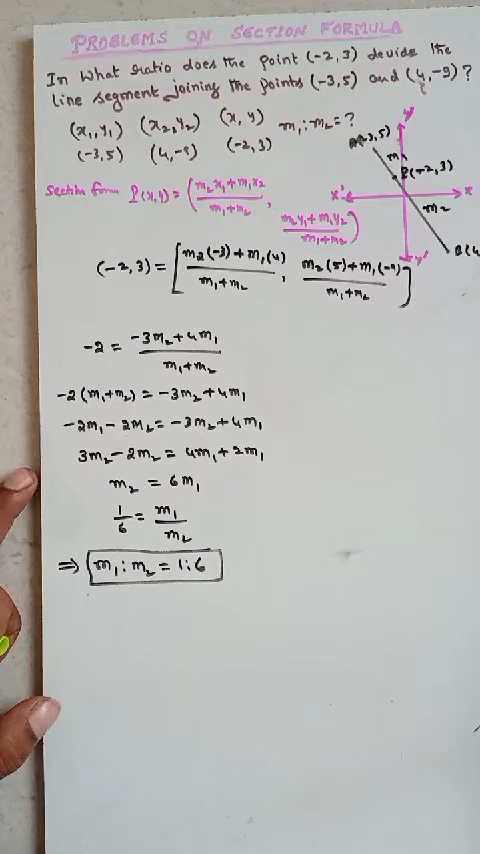 PROBLEMS ON SECTION FORMULA
In What ratio does the point (-2, 3) devide the
line segment joining the points (-3,5) and (4,-9) ?
(x₁,y₁) (x₂,y₂) (x, y) m₁:m₂=?
(-3,5) (4,-9) (-2,3)
A(-3,5)
y'
m₁
P(-2,3)
x' x
m₂
B(4,
y'
Section form P(x,y) = (m₂x₁+m₁x₂/m₁+m₂, m₂y₁+m₁y₂/m₁+m₂)
(-2,3) = [m₂(-3)+m₁(4)/m₁+m₂, m₂(5)+m₁(-9)/m₁+m₂]
-2 = -3m₂+4m₁/m₁+m₂
-2(m₁+m₂) = -3m₂+4m₁
-2m₁-2m₂ = -3m₂+4m₁
3m₂-2m₂ = 4m₁+2m₁
m₂ = 6m₁
1/6 = m₁/m₂
⇒ m₁:m₂ = 1:6